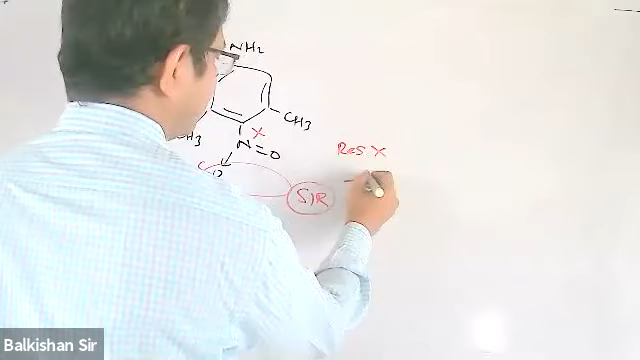 NH2
CH3
H3
N=O
O
X
Res X
SIR
Balkishan Sir